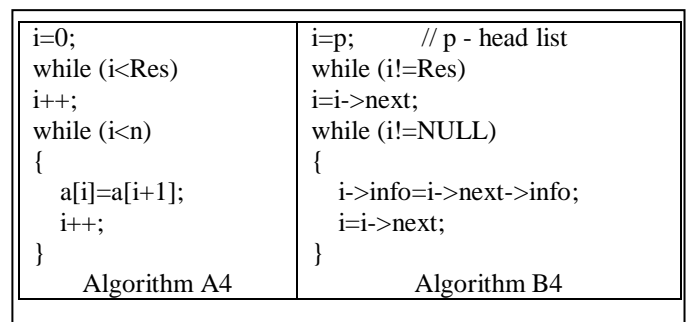 i=0;
while (i<Res)
i++;
while (i<n)
{
a[i]=a[i+1];
i++;
}
Algorithm A4
i=p; // p - head list
while (i!=Res)
i=i->next;
while (i!=NULL)
{
i->info=i->next->info;
i=i->next;
}
Algorithm B4